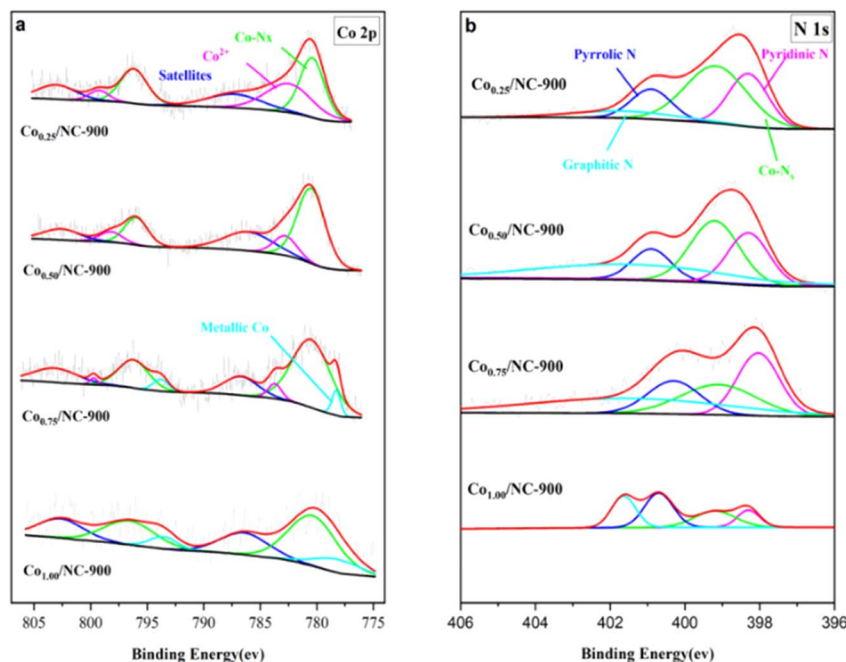 a
Co 2p
Co-Nx
Co²⁺
Satellites
Co₀.₂₅/NC-900
Co₀.₅₀/NC-900
Metallic Co
Co₀.₇₅/NC-900
Co₁.₀₀/NC-900
805 800 795 790 785 780 775
Binding Energy(ev)
b
N 1s
Pyrrolic N
Pyridinic N
Co₀.₂₅/NC-900
Graphitic N
Co-Nₓ
Co₀.₅₀/NC-900
Co₀.₇₅/NC-900
Co₁.₀₀/NC-900
406 404 402 400 398 396
Binding Energy(ev)